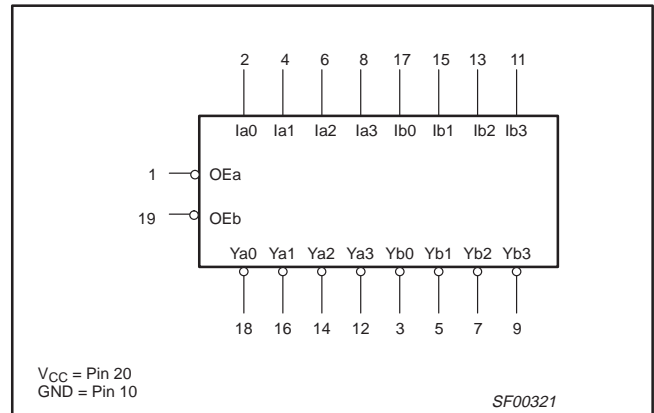 2 4 6 8 17 15 13 11
Ia0 Ia1 Ia2 Ia3 Ib0 Ib1 Ib2 Ib3
1 OEa
19 OEb
Ya0 Ya1 Ya2 Ya3 Yb0 Yb1 Yb2 Yb3
18 16 14 12 3 5 7 9
VCC = Pin 20
GND = Pin 10
SF00321